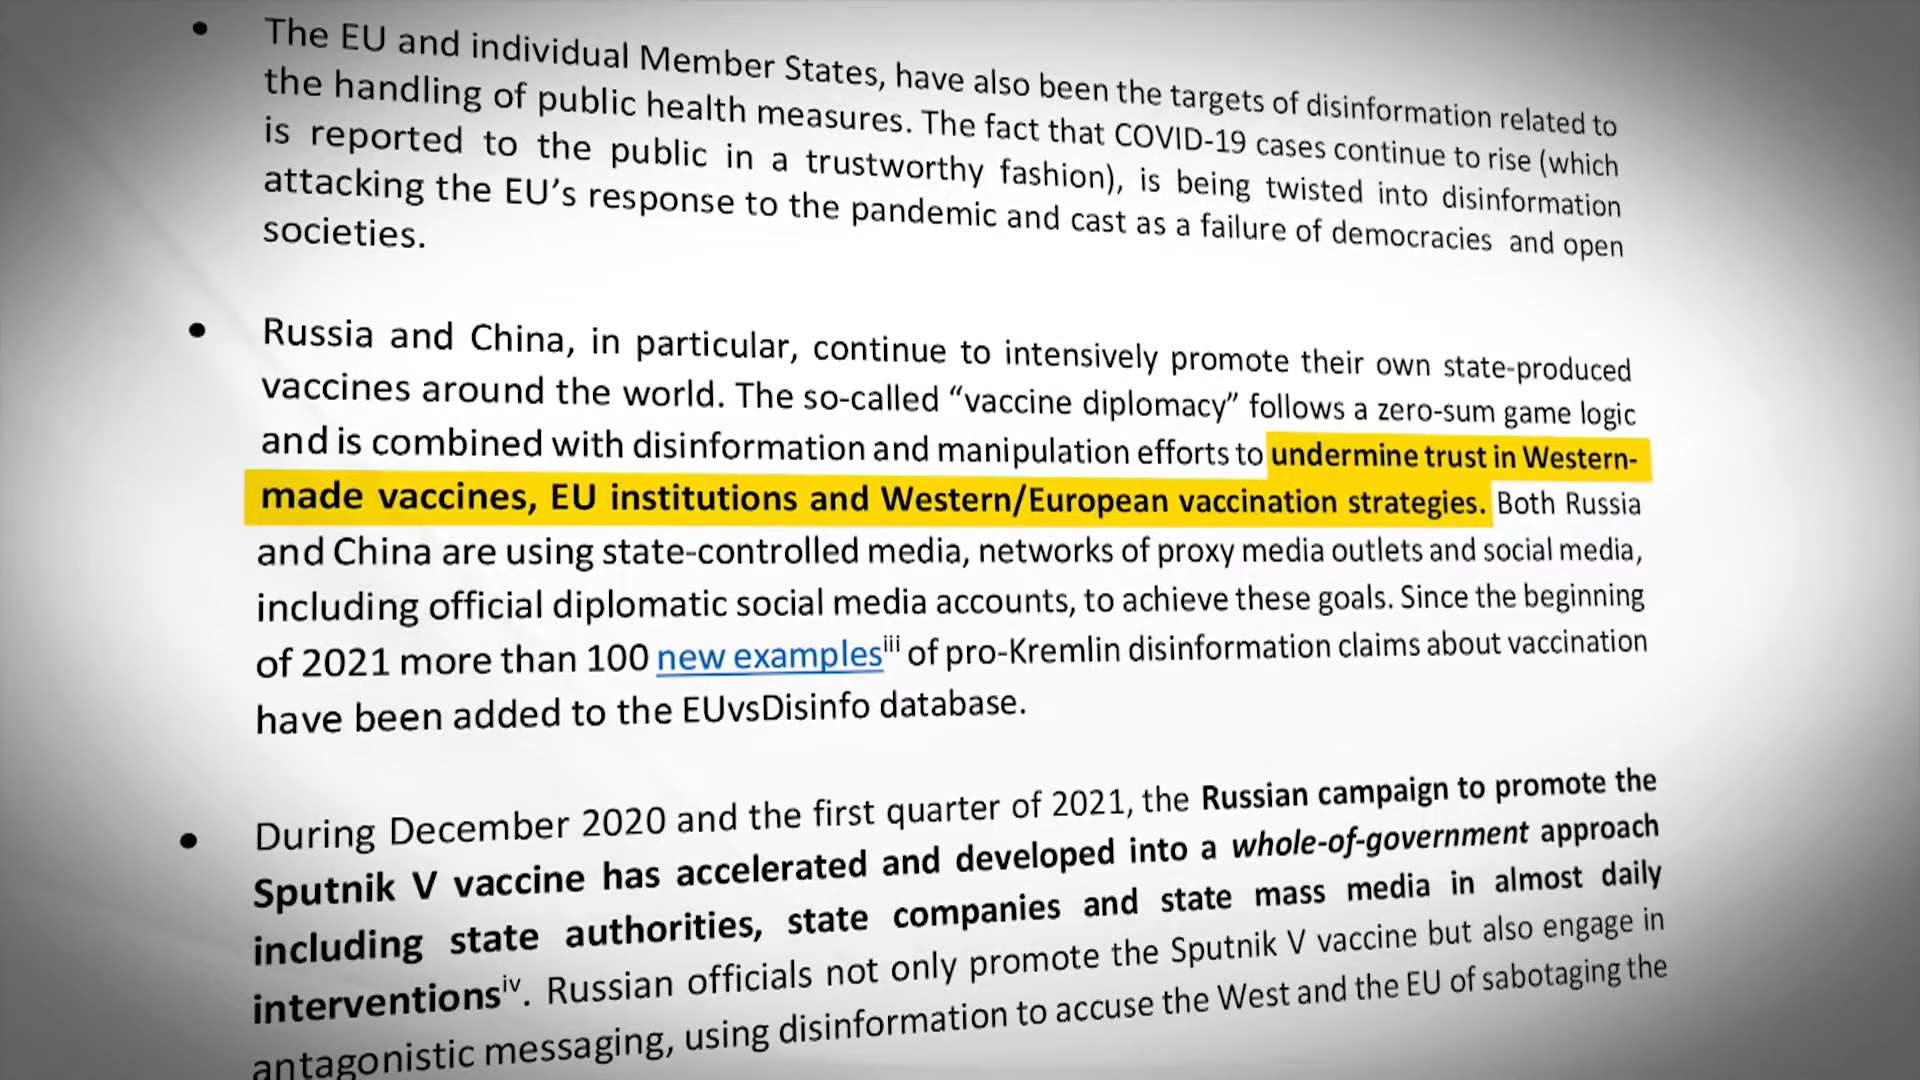 • The EU and individual Member States, have also been the targets of disinformation related to
the handling of public health measures. The fact that COVID-19 cases continue to rise (which
is reported to the public in a trustworthy fashion), is being twisted into disinformation
attacking the EU’s response to the pandemic and cast as a failure of democracies and open
societies.
• Russia and China, in particular, continue to intensively promote their own state-produced
vaccines around the world. The so-called “vaccine diplomacy” follows a zero-sum game logic
and is combined with disinformation and manipulation efforts to undermine trust in Western-
made vaccines, EU institutions and Western/European vaccination strategies. Both Russia
and China are using state-controlled media, networks of proxy media outlets and social media,
including official diplomatic social media accounts, to achieve these goals. Since the beginning
of 2021 more than 100 new examplesⁱⁱⁱ of pro-Kremlin disinformation claims about vaccination
have been added to the EUvsDisinfo database.
• During December 2020 and the first quarter of 2021, the Russian campaign to promote the
Sputnik V vaccine has accelerated and developed into a whole-of-government approach
including state authorities, state companies and state mass media in almost daily
interventionsⁱᵛ. Russian officials not only promote the Sputnik V vaccine but also engage in
antagonistic messaging, using disinformation to accuse the West and the EU of sabotaging the